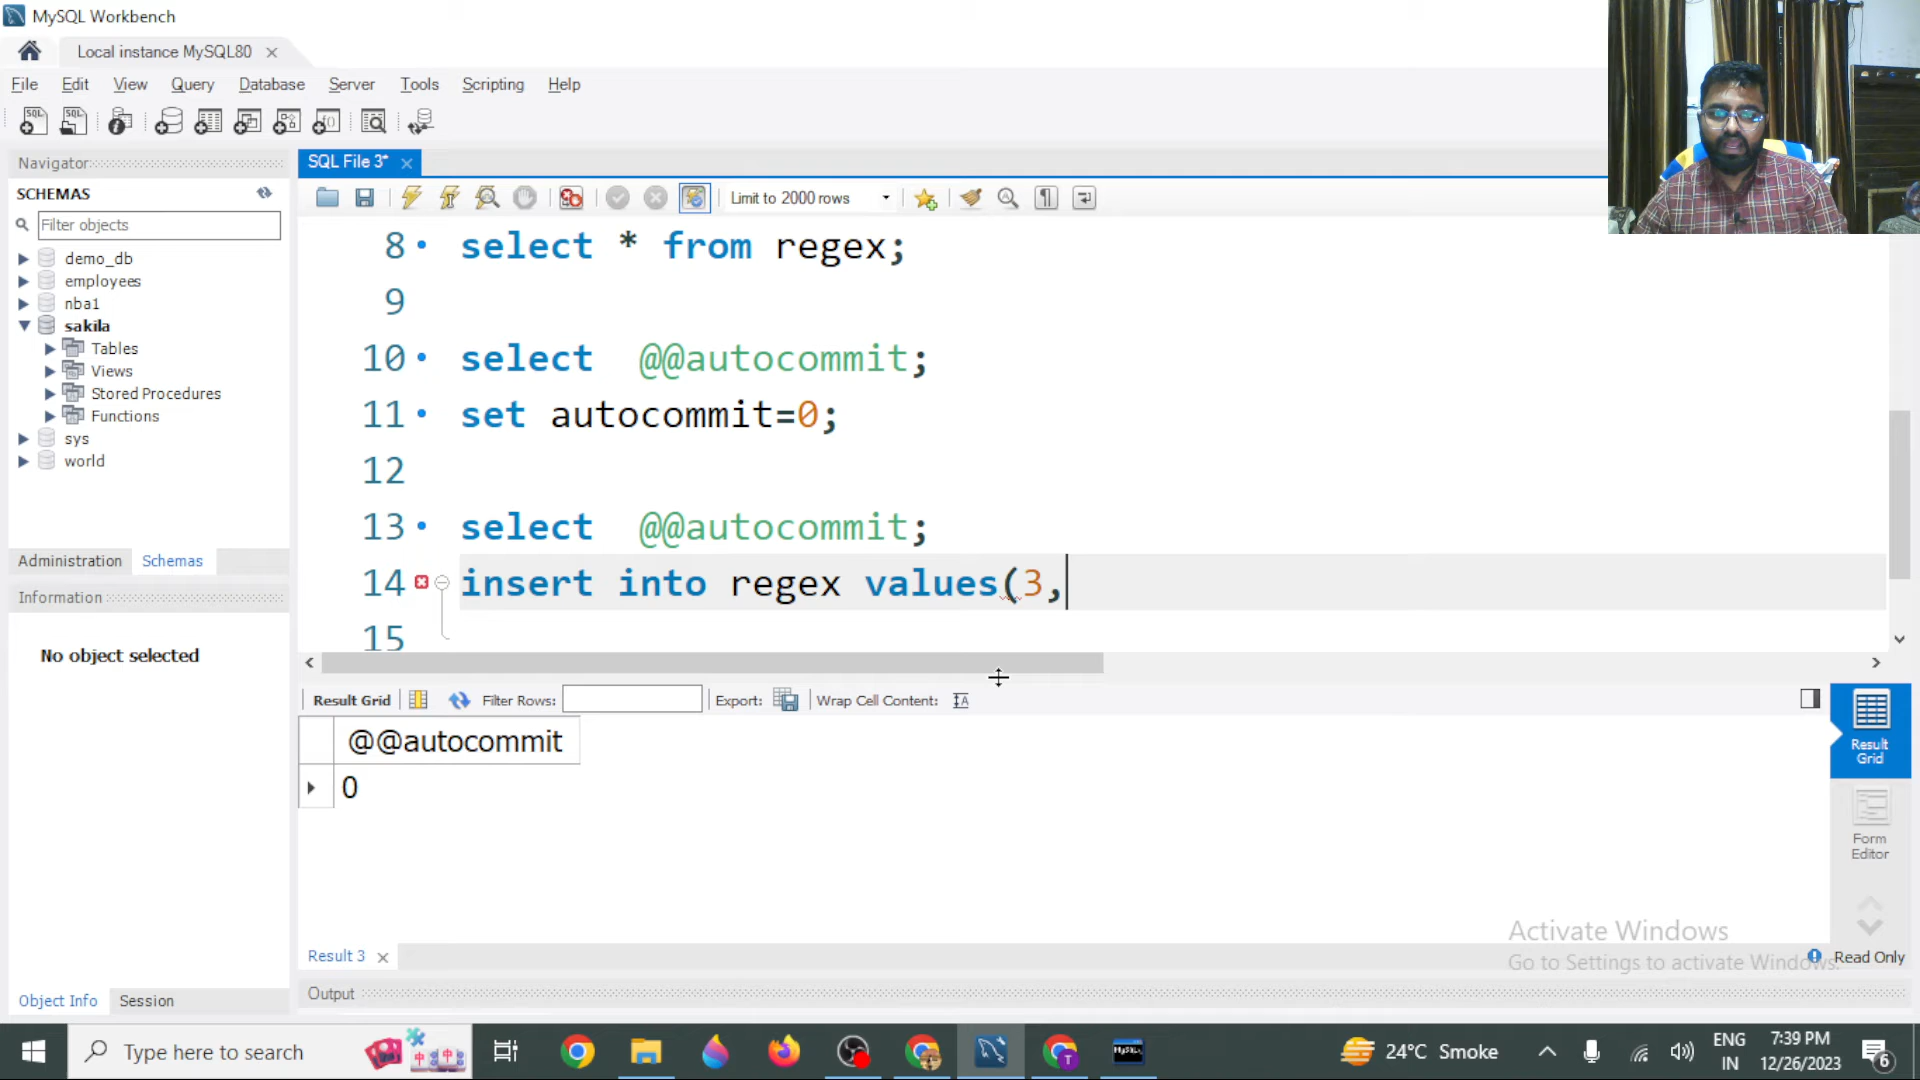 MySQL Workbench
Local instance MySQL80
File Edit View Query Database Server Tools Scripting Help
Navigator
SQL File 3*
SCHEMAS
Limit to 2000 rows
Filter objects
demo_db
employees
nba1
sakila
Tables
Views
Stored Procedures
Functions
sys
world
8 select * from regex;
9
10 select @@autocommit;
11 set autocommit=0;
12
13 select @@autocommit;
14 insert into regex values(3,
15
Administration Schemas
Information
No object selected
Result Grid Filter Rows: Export: Wrap Cell Content:
@@autocommit
0
Result Grid
Form Editor
Activate Windows
Go to Settings to activate Windows.
Result 3
Read Only
Object Info Session
Output
Type here to search
24°C Smoke
ENG
IN
7:39 PM
12/26/2023
6